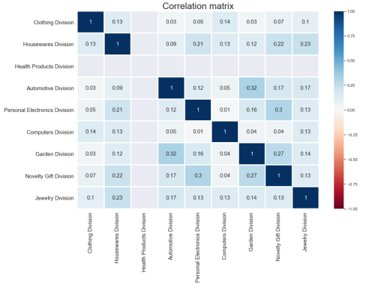 Correlation matrix
Clothing Division 1 0.13 0.03 0.05 0.14 0.03 0.07 0.1
Housewares Division 0.13 1 0.09 0.21 0.13 0.12 0.22 0.23
Health Products Division
Automotive Division 0.03 0.09 1 0.12 0.05 0.32 0.17 0.17
Personal Electronics Division 0.05 0.21 0.12 1 0.01 0.16 0.3 0.13
Computers Division 0.14 0.13 0.05 0.01 1 0.04 0.04 0.13
Garden Division 0.03 0.12 0.32 0.16 0.04 1 0.27 0.14
Novelty Gift Division 0.07 0.22 0.17 0.3 0.04 0.27 1 0.13
Jewelry Division 0.1 0.23 0.17 0.13 0.13 0.14 0.13 1
Clothing Division
Housewares Division
Health Products Division
Automotive Division
Personal Electronics Division
Computers Division
Garden Division
Novelty Gift Division
Jewelry Division
1.00
0.75
0.50
0.25
0.00
−0.25
−0.50
−0.75
−1.00